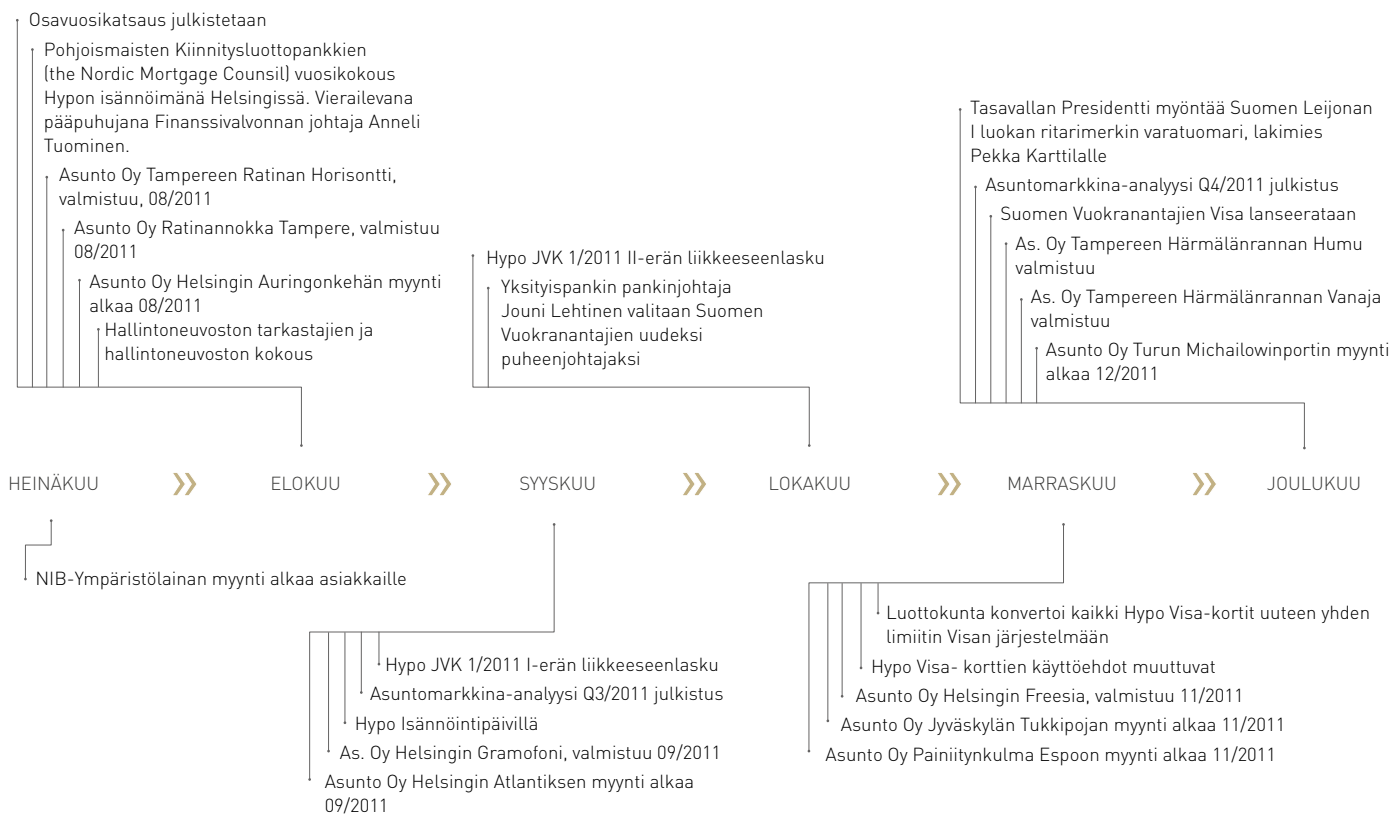 Osavuosikatsaus julkistetaan
Pohjoismaisten Kiinnitysluottopankkien
(the Nordic Mortgage Counsil) vuosikokous
Hypon isännöimänä Helsingissä. Vierailevana
pääpuhujana Finanssivalvonnan johtaja Anneli
Tuominen.
Asunto Oy Tampereen Ratinan Horisontti,
valmistuu, 08/2011
Asunto Oy Ratinannokka Tampere, valmistuu
08/2011
Asunto Oy Helsingin Auringonkehän myynti
alkaa 08/2011
Hallintoneuvoston tarkastajien ja
hallintoneuvoston kokous
Hypo JVK 1/2011 II-erän liikkeeseenlasku
Yksityispankin pankinjohtaja
Jouni Lehtinen valitaan Suomen
Vuokranantajien uudeksi
puheenjohtajaksi
Tasavallan Presidentti myöntää Suomen Leijonan
I luokan ritarimerkin varatuomari, lakimies
Pekka Karttilalle
Asuntomarkkina-analyysi Q4/2011 julkistus
Suomen Vuokranantajien Visa lanseerataan
As. Oy Tampereen Härmälänrannan Humu
valmistuu
As. Oy Tampereen Härmälänrannan Vanaja
valmistuu
Asunto Oy Turun Michailowinportin myynti
alkaa 12/2011
HEINÄKUU » ELOKUU » SYYSKUU » LOKAKUU » MARRASKUU » JOULUKUU
NIB-Ympäristölainan myynti alkaa asiakkaille
Hypo JVK 1/2011 I-erän liikkeeseenlasku
Asuntomarkkina-analyysi Q3/2011 julkistus
Hypo Isännöintipäivillä
As. Oy Helsingin Gramofoni, valmistuu 09/2011
Asunto Oy Helsingin Atlantiksen myynti alkaa
09/2011
Luottokunta konvertoi kaikki Hypo Visa-kortit uuteen yhden
limiitin Visan järjestelmään
Hypo Visa- korttien käyttöehdot muuttuvat
Asunto Oy Helsingin Freesia, valmistuu 11/2011
Asunto Oy Jyväskylän Tukkipojan myynti alkaa 11/2011
Asunto Oy Painiitynkulma Espoon myynti alkaa 11/2011